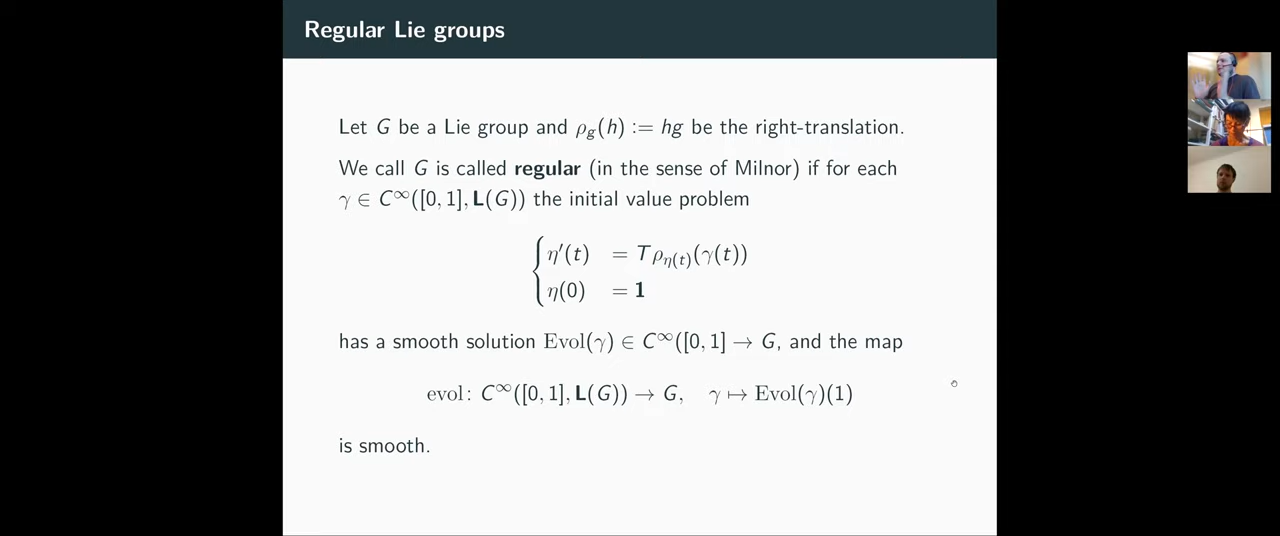 Regular Lie groups
Let G be a Lie group and ρ_g(h) := hg be the right-translation.
We call G is called regular (in the sense of Milnor) if for each
γ ∈ C^∞([0, 1], L(G)) the initial value problem
{ η′(t) = Tρ_{η(t)}(γ(t))
η(0) = 1
has a smooth solution Evol(γ) ∈ C^∞([0, 1] → G, and the map
evol: C^∞([0, 1], L(G)) → G, γ ↦ Evol(γ)(1)
is smooth.